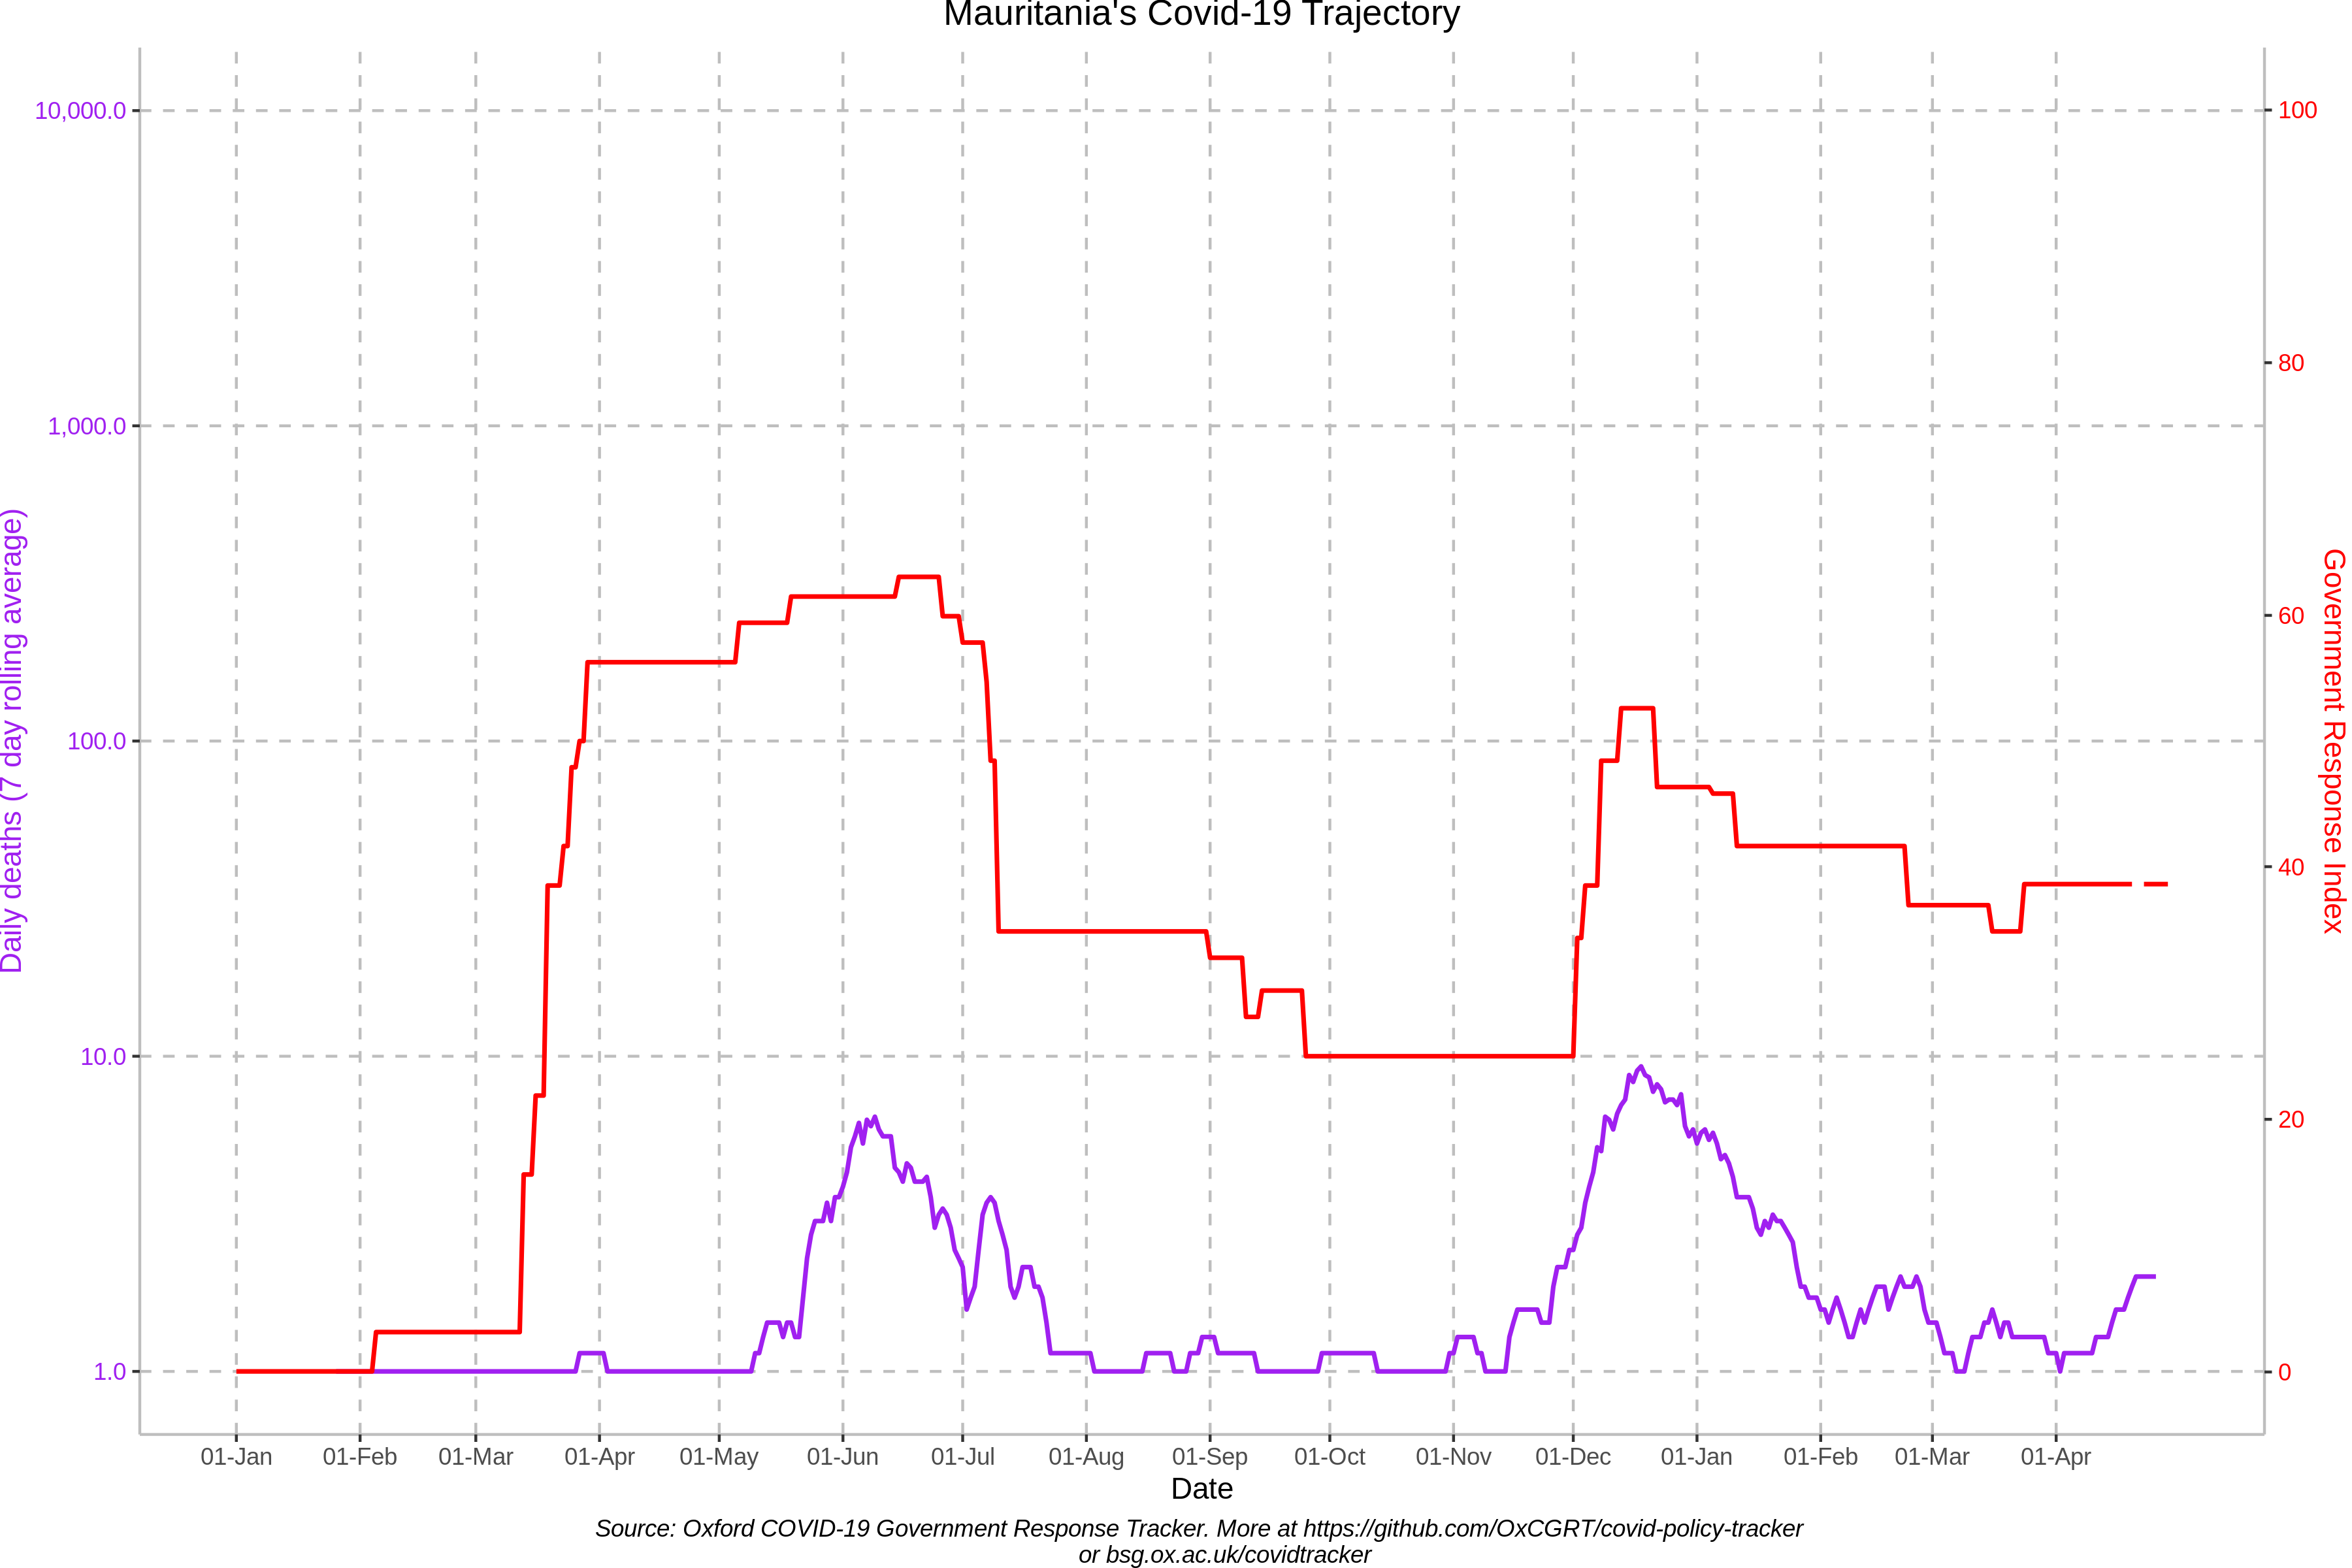 Mauritania's Covid-19 Trajectory
10,000.0
1,000.0
100.0
10.0
1.0
Daily deaths (7 day rolling average)
100
80
60
40
20
0
Government Response Index
01-Jan
01-Feb
01-Mar
01-Apr
01-May
01-Jun
01-Jul
01-Aug
01-Sep
01-Oct
01-Nov
01-Dec
01-Jan
01-Feb
01-Mar
01-Apr
Date
Source: Oxford COVID-19 Government Response Tracker. More at https://github.com/OxCGRT/covid-policy-tracker
or bsg.ox.ac.uk/covidtracker